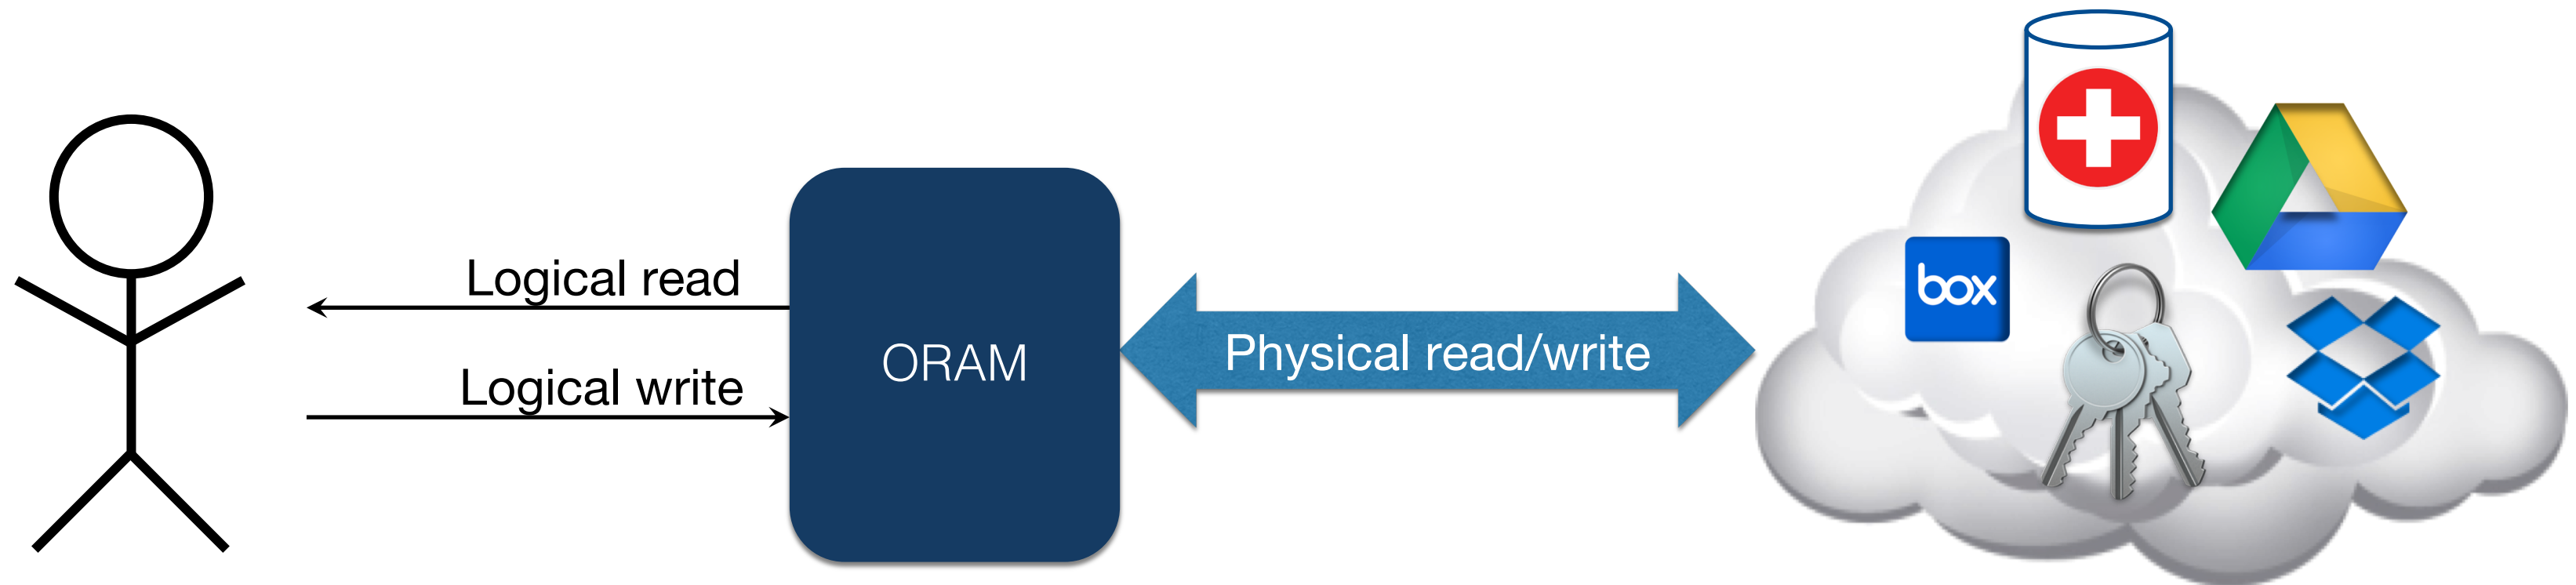 Logical read
Logical write
ORAM
Physical read/write
box